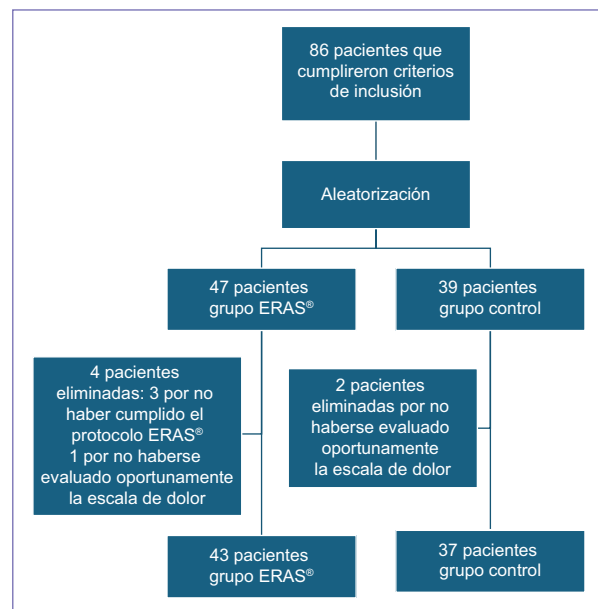 86 pacientes que
cumplireron criterios
de inclusión
Aleatorización
47 pacientes
grupo ERAS®
39 pacientes
grupo control
4 pacientes
eliminadas: 3 por no
haber cumplido el
protocolo ERAS®
1 por no haberse
evaluado oportunamente
la escala de dolor
2 pacientes
eliminadas por no
haberse evaluado
oportunamente
la escala de dolor
43 pacientes
grupo ERAS®
37 pacientes
grupo control